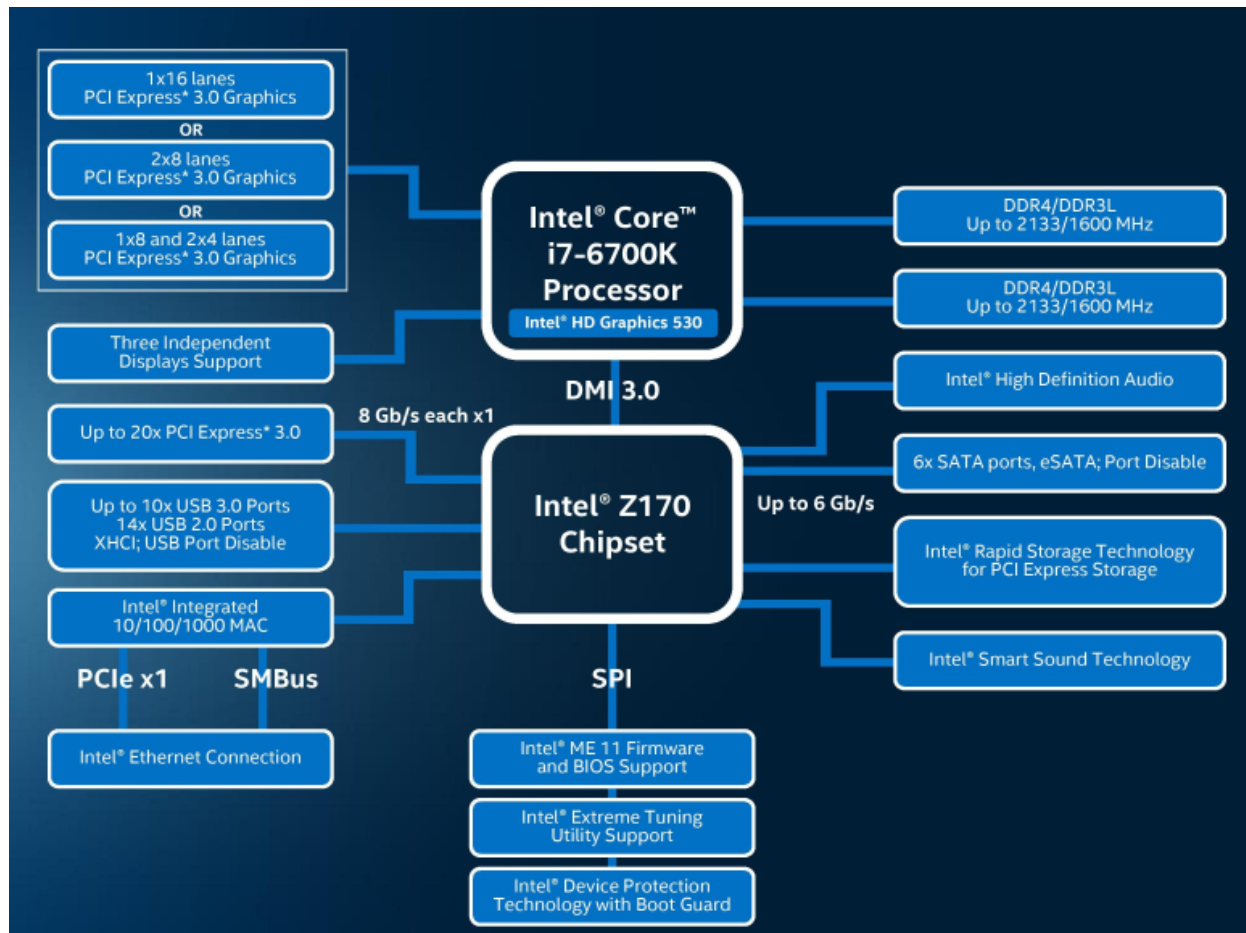 1x16 lanes
PCI Express* 3.0 Graphics
OR
2x8 lanes
PCI Express* 3.0 Graphics
OR
1x8 and 2x4 lanes
PCI Express* 3.0 Graphics
Three Independent
Displays Support
Up to 20x PCI Express* 3.0
8 Gb/s each x1
Up to 10x USB 3.0 Ports
14x USB 2.0 Ports
XHCI; USB Port Disable
Intel® Integrated
10/100/1000 MAC
PCIe x1
SMBus
Intel® Ethernet Connection
Intel® Core™
i7-6700K
Processor
Intel® HD Graphics 530
DMI 3.0
Intel® Z170
Chipset
SPI
Intel® ME 11 Firmware
and BIOS Support
Intel® Extreme Tuning
Utility Support
Intel® Device Protection
Technology with Boot Guard
DDR4/DDR3L
Up to 2133/1600 MHz
DDR4/DDR3L
Up to 2133/1600 MHz
Intel® High Definition Audio
6x SATA ports, eSATA; Port Disable
Up to 6 Gb/s
Intel® Rapid Storage Technology
for PCI Express Storage
Intel® Smart Sound Technology